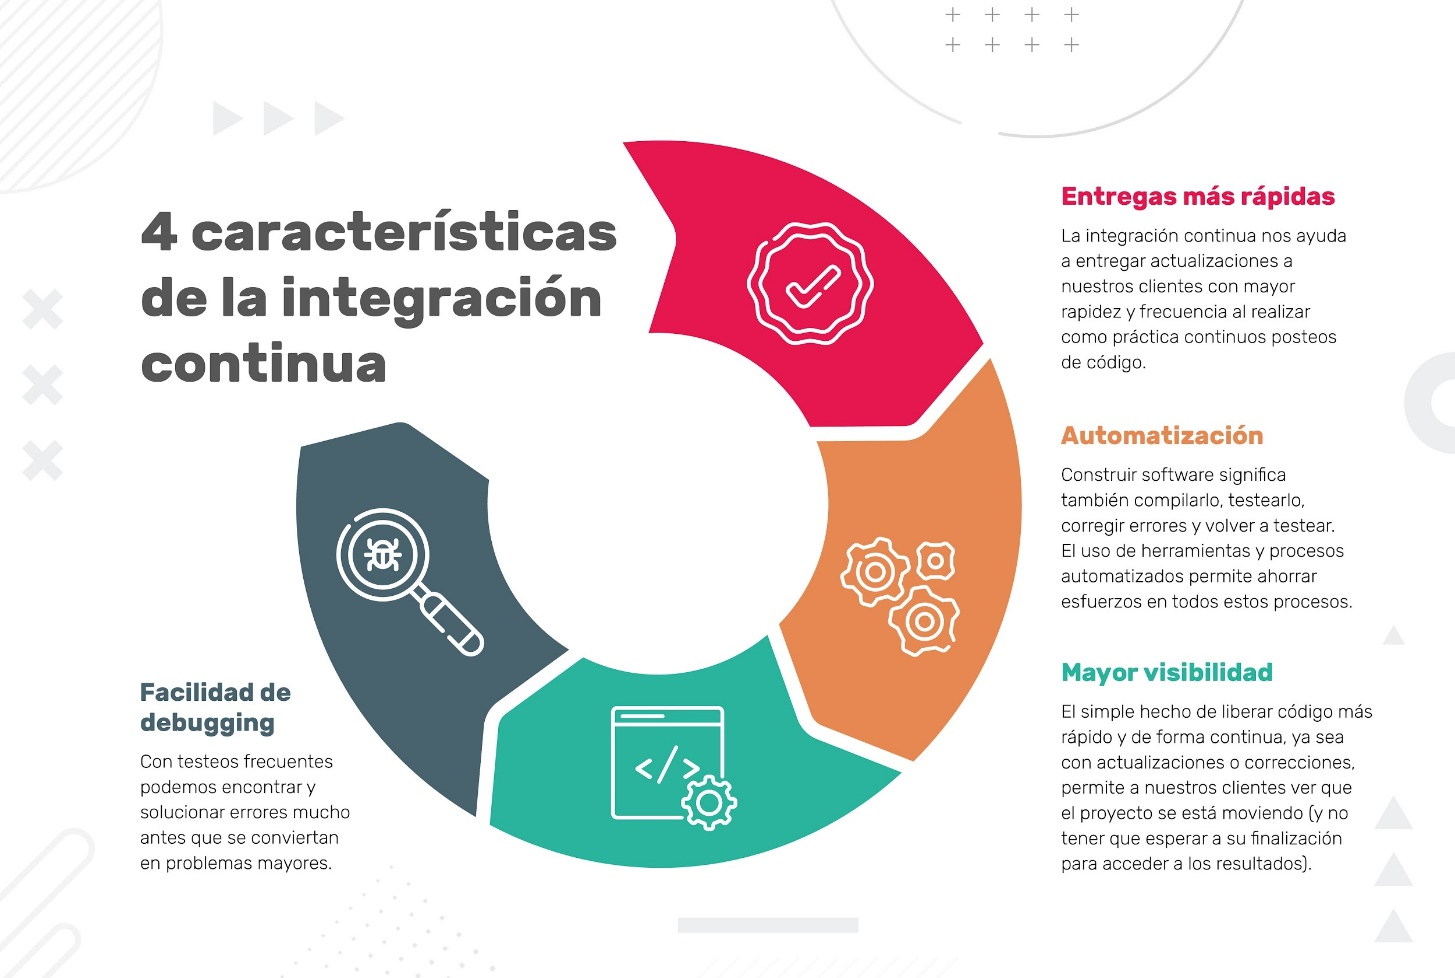 4 características
de la integración
continua
Entregas más rápidas
La integración continua nos ayuda
a entregar actualizaciones a
nuestros clientes con mayor
rapidez y frecuencia al realizar
como práctica continuos posteos
de código.
Automatización
Construir software significa
también compilarlo, testearlo,
corregir errores y volver a testear.
El uso de herramientas y procesos
automatizados permite ahorrar
esfuerzos en todos estos procesos.
Mayor visibilidad
El simple hecho de liberar código más
rápido y de forma continua, ya sea
con actualizaciones o correcciones,
permite a nuestros clientes ver que
el proyecto se está moviendo (y no
tener que esperar a su finalización
para acceder a los resultados).
Facilidad de
debugging
Con testeos frecuentes
podemos encontrar y
solucionar errores mucho
antes que se conviertan
en problemas mayores.